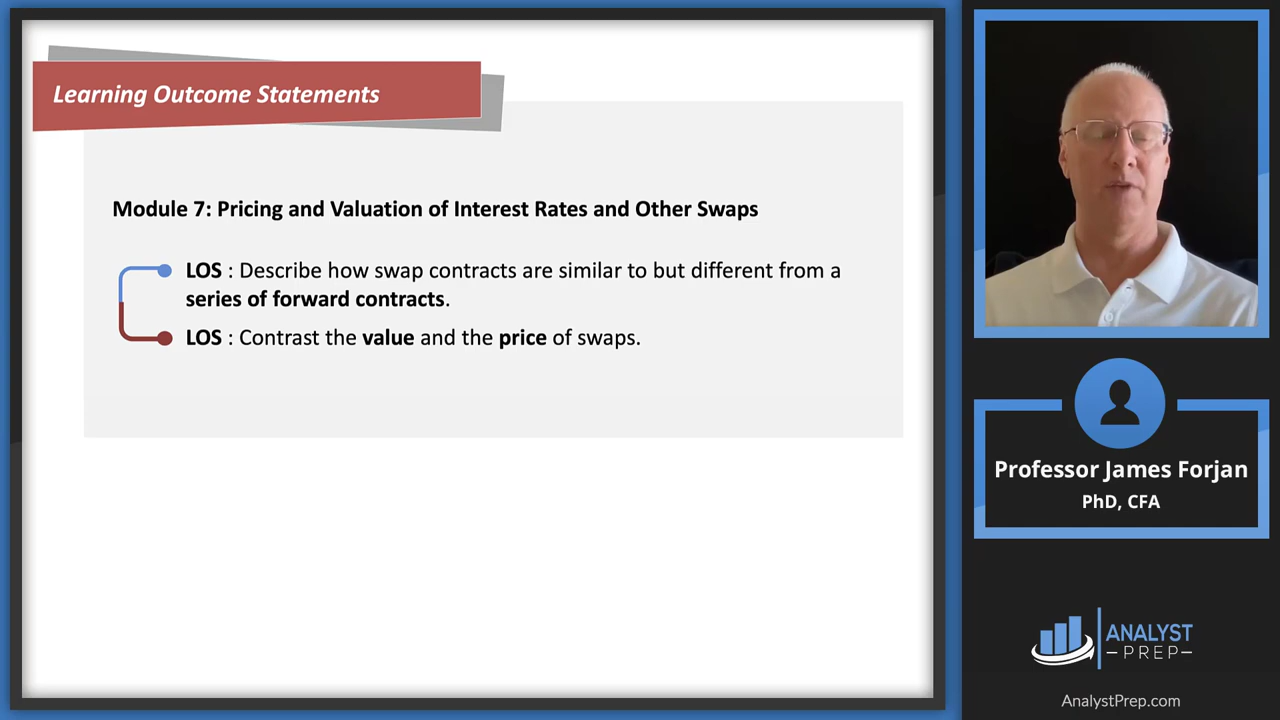 Learning Outcome Statements
Module 7: Pricing and Valuation of Interest Rates and Other Swaps
LOS : Describe how swap contracts are similar to but different from a
series of forward contracts.
LOS : Contrast the value and the price of swaps.
Professor James Forjan
PhD, CFA
ANALYST
PREP
AnalystPrep.com